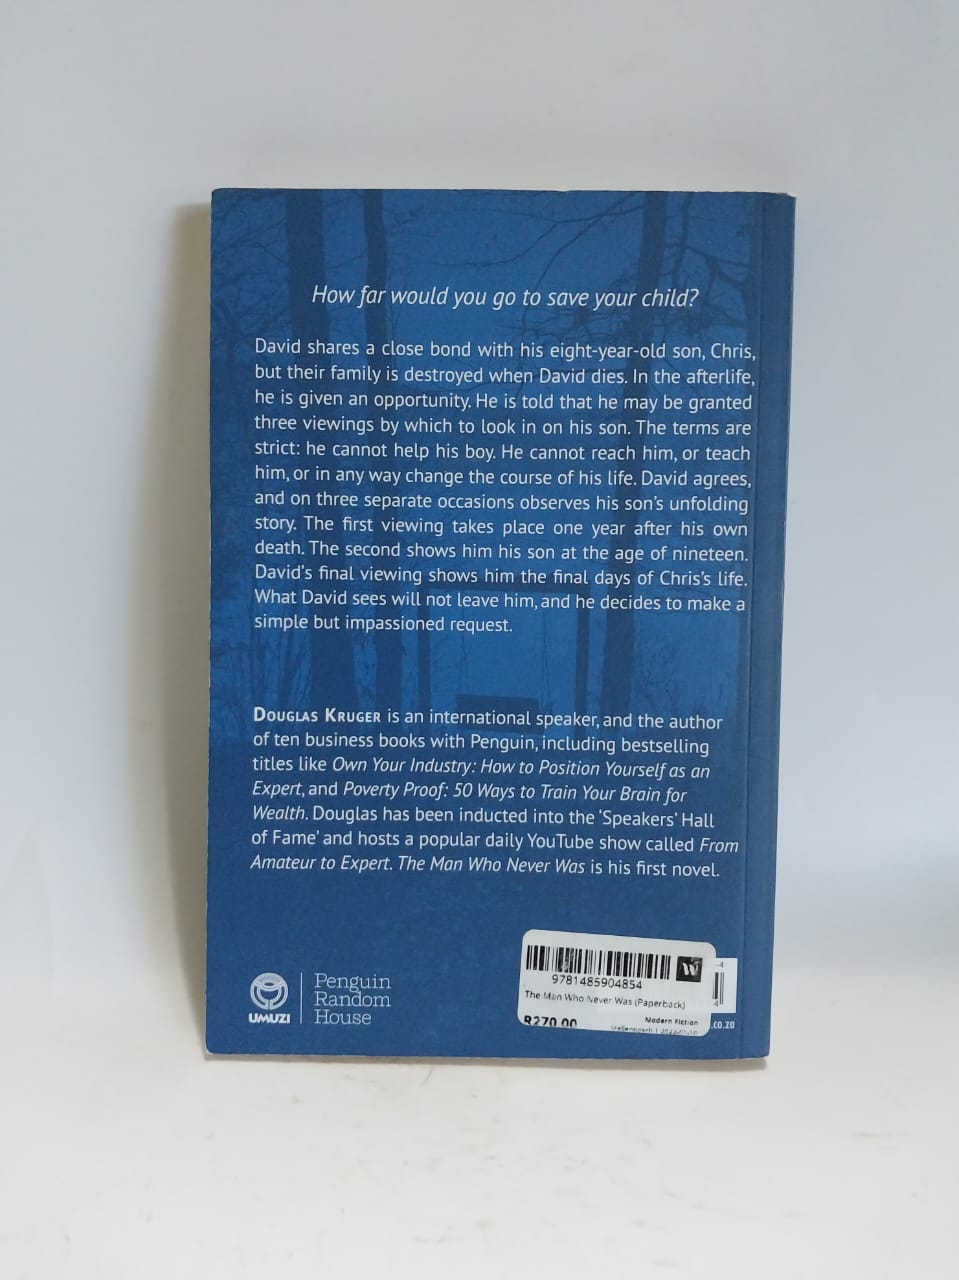 How far would you go to save your child?
David shares a close bond with his eight-year-old son, Chris,
but their family is destroyed when David dies. In the afterlife,
he is given an opportunity. He is told that he may be granted
three viewings by which to look in on his son. The terms are
strict: he cannot help his boy. He cannot reach him, or teach
him, or in any way change the course of his life. David agrees,
and on three separate occasions observes his son's unfolding
story. The first viewing takes place one year after his own
death. The second shows him his son at the age of nineteen.
David's final viewing shows him the final days of Chris's life.
What David sees will not leave him, and he decides to make a
simple but impassioned request.
DOUGLAS KRUGER is an international speaker, and the author
of ten business books with Penguin, including bestselling
titles like Own Your Industry: How to Position Yourself as an
Expert, and Poverty Proof: 50 Ways to Train Your Brain for
Wealth. Douglas has been inducted into the 'Speakers' Hall
of Fame' and hosts a popular daily YouTube show called From
Amateur to Expert. The Man Who Never Was is his first novel.
UMUZI
Penguin
Random
House
W
9781485904854
The Man Who Never Was (Paperback)
R270.00
Modern Fiction
-4
4
.co.za